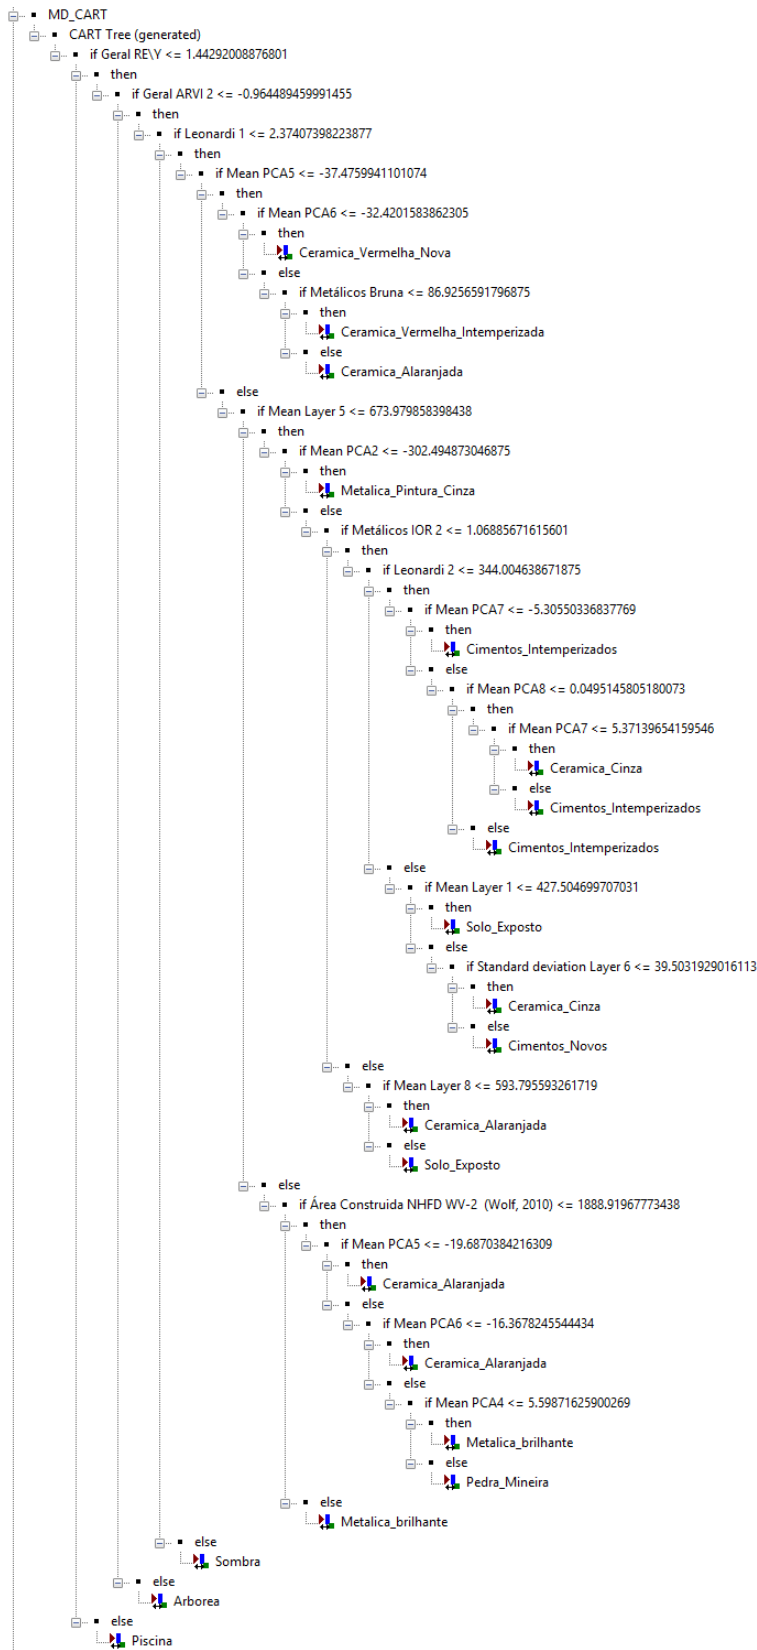 MD_CART
CART Tree (generated)
if Geral RE\Y <= 1.44292008876801
then
if Geral ARVI 2 <= -0.964489459991455
then
if Leonardi 1 <= 2.37407398223877
then
if Mean PCA5 <= -37.4759941101074
then
if Mean PCA6 <= -32.4201583862305
then
Ceramica_Vermelha_Nova
else
if Metálicos Bruna <= 86.9256591796875
then
Ceramica_Vermelha_Intemperizada
else
Ceramica_Alaranjada
else
if Mean Layer 5 <= 673.979858398438
then
if Mean PCA2 <= -302.494873046875
then
Metalica_Pintura_Cinza
else
if Metálicos IOR 2 <= 1.06885671615601
then
if Leonardi 2 <= 344.004638671875
then
if Mean PCA7 <= -5.30550336837769
then
Cimentos_Intemperizados
else
if Mean PCA8 <= 0.0495145805180073
then
if Mean PCA7 <= 5.37139654159546
then
Ceramica_Cinza
else
Cimentos_Intemperizados
else
Cimentos_Intemperizados
else
if Mean Layer 1 <= 427.504699707031
then
Solo_Exposto
else
if Standard deviation Layer 6 <= 39.5031929016113
then
Ceramica_Cinza
else
Cimentos_Novos
else
if Mean Layer 8 <= 593.795593261719
then
Ceramica_Alaranjada
else
Solo_Exposto
else
if Área Construida NHFD WV-2  (Wolf, 2010) <= 1888.91967773438
then
if Mean PCA5 <= -19.6870384216309
then
Ceramica_Alaranjada
else
if Mean PCA6 <= -16.3678245544434
then
Ceramica_Alaranjada
else
if Mean PCA4 <= 5.59871625900269
then
Metalica_brilhante
else
Pedra_Mineira
else
Metalica_brilhante
else
Sombra
else
Arborea
else
Piscina